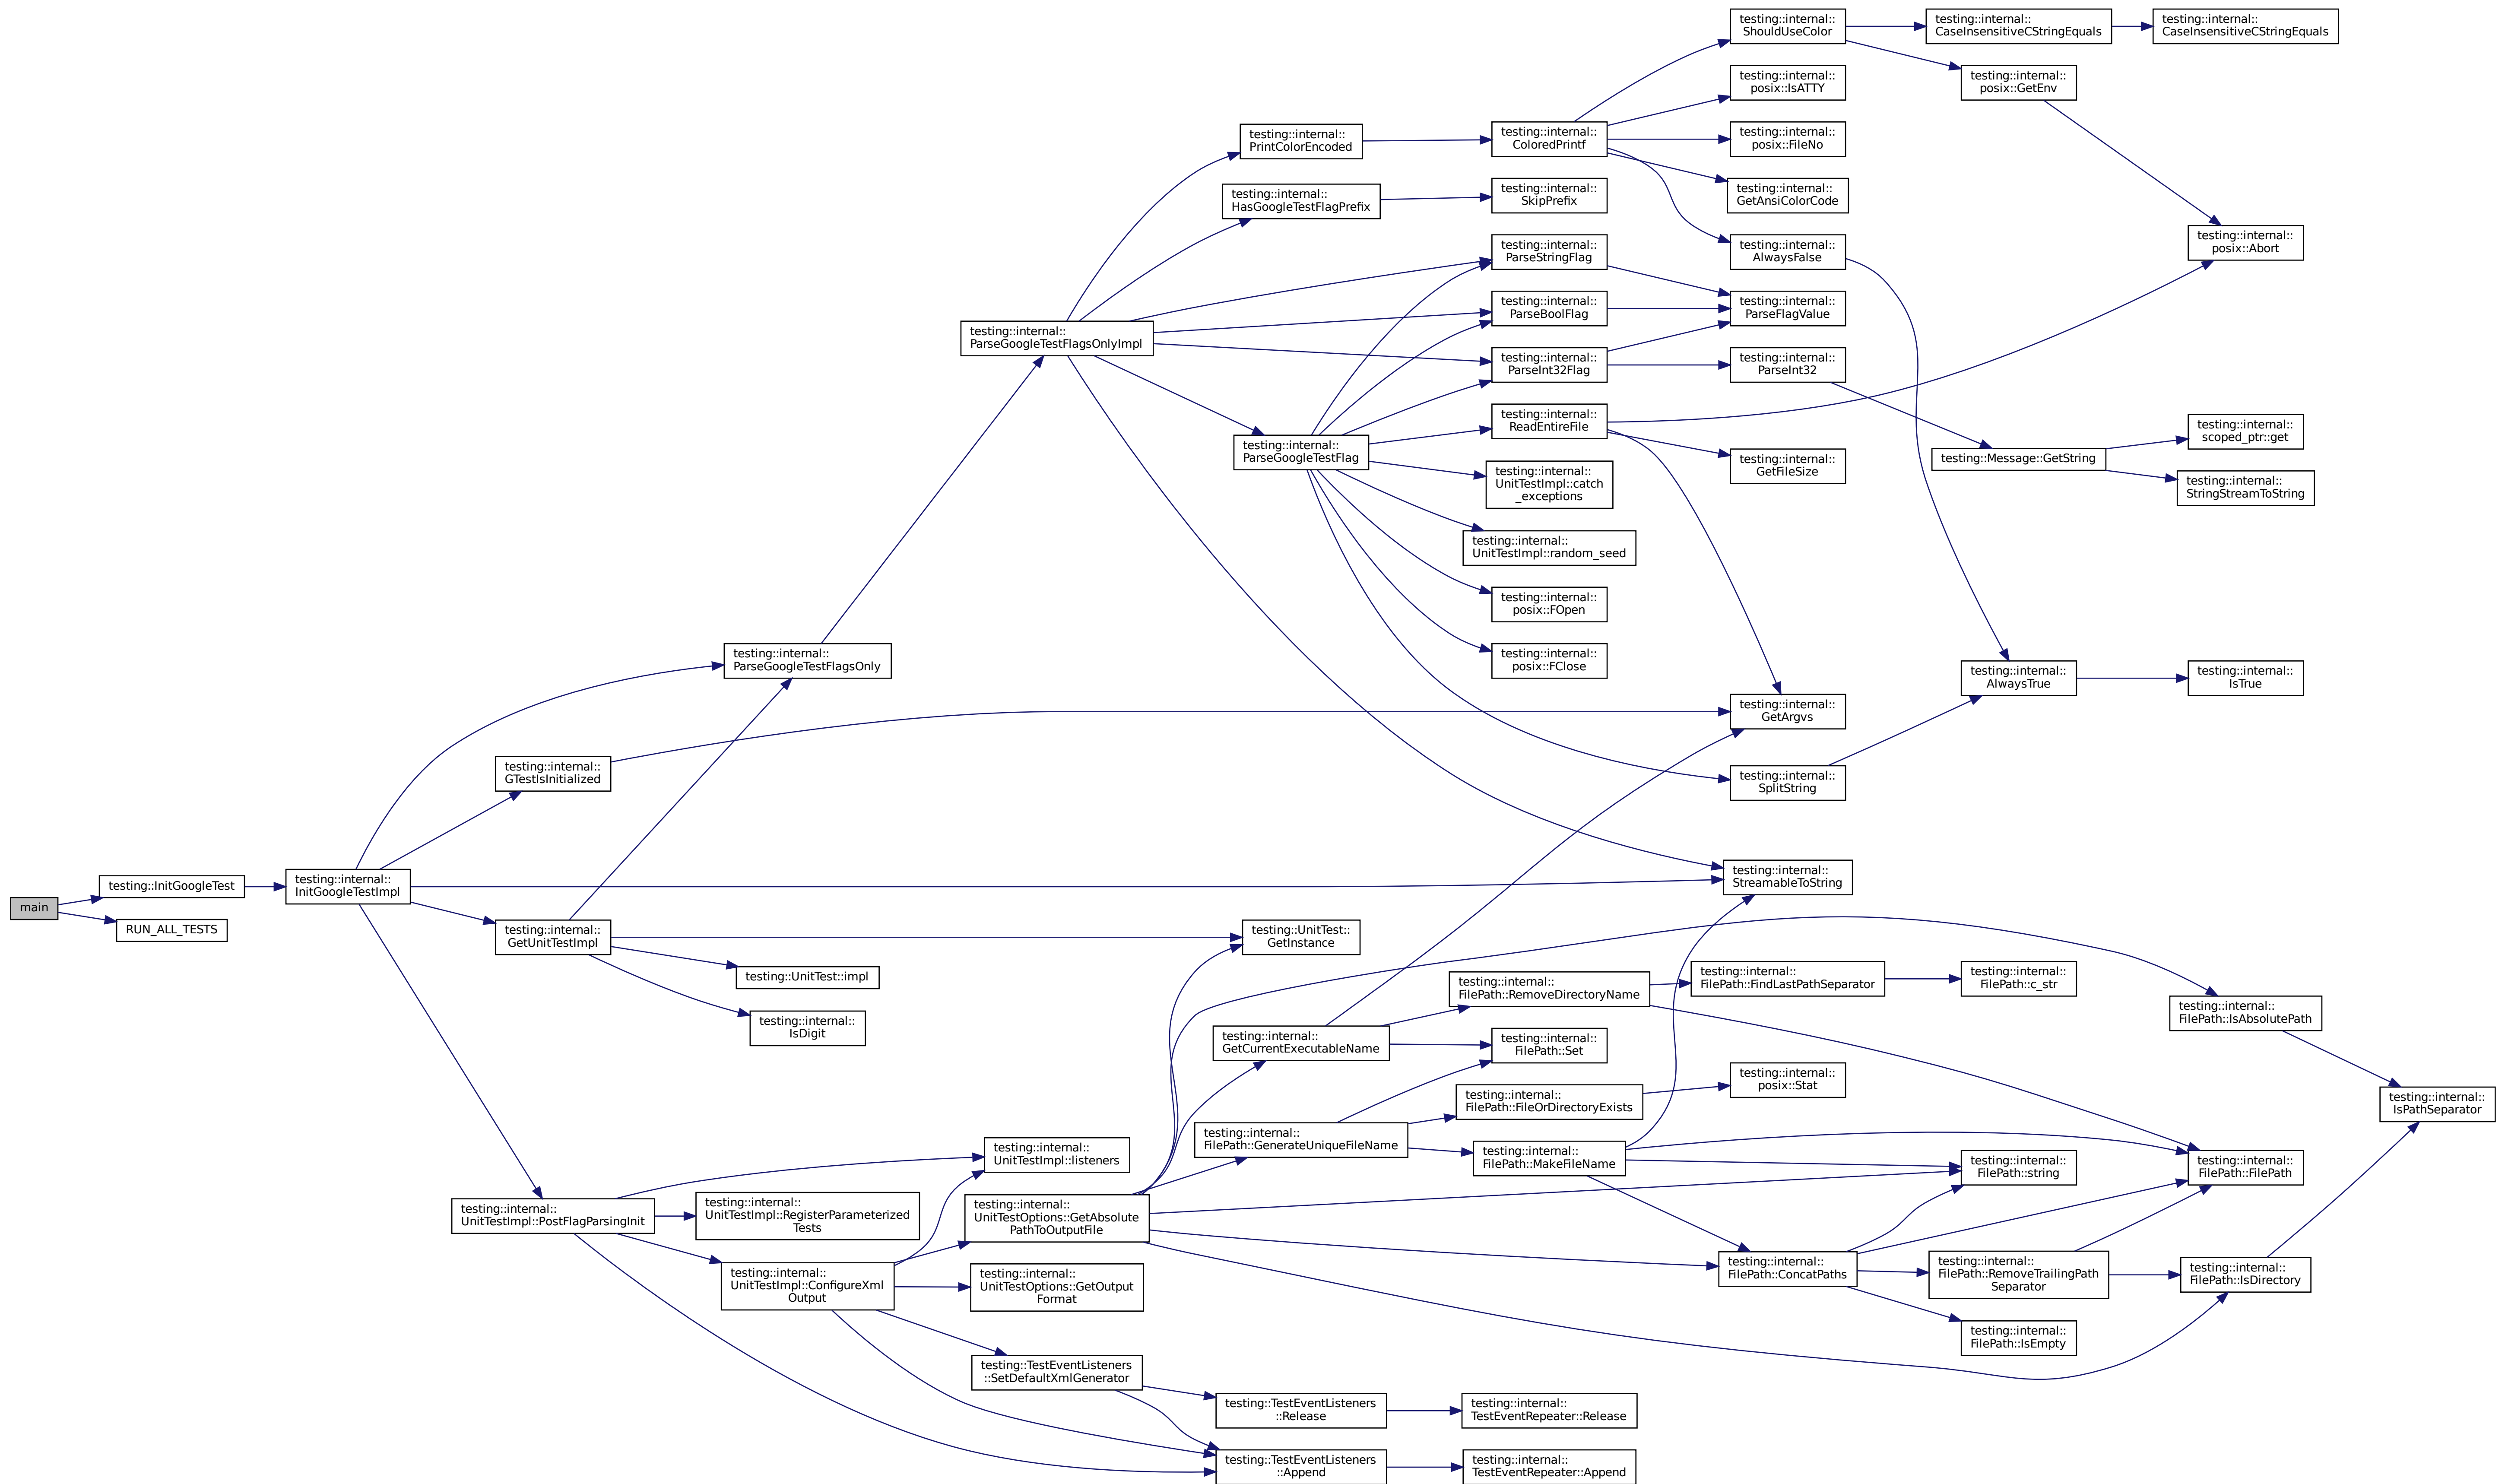 main
testing::InitGoogleTest
RUN_ALL_TESTS
testing::internal::
InitGoogleTestImpl
testing::internal::
ParseGoogleTestFlagsOnly
testing::internal::
GTestIsInitialized
testing::internal::
GetUnitTestImpl
testing::UnitTest::impl
testing::internal::
IsDigit
testing::internal::
UnitTestImpl::PostFlagParsingInit
testing::internal::
UnitTestImpl::RegisterParameterized
Tests
testing::internal::
UnitTestImpl::ConfigureXml
Output
testing::internal::
ParseGoogleTestFlagsOnlyImpl
testing::internal::
UnitTestImpl::listeners
testing::internal::
UnitTestOptions::GetAbsolute
PathToOutputFile
testing::internal::
UnitTestOptions::GetOutput
Format
testing::TestEventListeners
::SetDefaultXmlGenerator
testing::internal::
PrintColorEncoded
testing::internal::
HasGoogleTestFlagPrefix
testing::internal::
ParseGoogleTestFlag
testing::UnitTest::
GetInstance
testing::internal::
GetCurrentExecutableName
testing::internal::
FilePath::GenerateUniqueFileName
testing::TestEventListeners
::Release
testing::TestEventListeners
::Append
testing::internal::
ColoredPrintf
testing::internal::
SkipPrefix
testing::internal::
ParseStringFlag
testing::internal::
ParseBoolFlag
testing::internal::
ParseInt32Flag
testing::internal::
ReadEntireFile
testing::internal::
UnitTestImpl::catch
_exceptions
testing::internal::
UnitTestImpl::random_seed
testing::internal::
posix::FOpen
testing::internal::
posix::FClose
testing::internal::
FilePath::RemoveDirectoryName
testing::internal::
FilePath::Set
testing::internal::
FilePath::FileOrDirectoryExists
testing::internal::
FilePath::MakeFileName
testing::internal::
TestEventRepeater::Release
testing::internal::
TestEventRepeater::Append
testing::internal::
ShouldUseColor
testing::internal::
posix::IsATTY
testing::internal::
posix::FileNo
testing::internal::
GetAnsiColorCode
testing::internal::
AlwaysFalse
testing::internal::
ParseFlagValue
testing::internal::
ParseInt32
testing::internal::
GetFileSize
testing::internal::
GetArgvs
testing::internal::
SplitString
testing::internal::
StreamableToString
testing::internal::
FilePath::FindLastPathSeparator
testing::internal::
posix::Stat
testing::internal::
FilePath::ConcatPaths
testing::internal::
CaseInsensitiveCStringEquals
testing::internal::
posix::GetEnv
testing::Message::GetString
testing::internal::
AlwaysTrue
testing::internal::
FilePath::c_str
testing::internal::
FilePath::string
testing::internal::
FilePath::RemoveTrailingPath
Separator
testing::internal::
FilePath::IsEmpty
testing::internal::
CaseInsensitiveCStringEquals
testing::internal::
posix::Abort
testing::internal::
scoped_ptr::get
testing::internal::
StringStreamToString
testing::internal::
IsTrue
testing::internal::
FilePath::IsAbsolutePath
testing::internal::
FilePath::FilePath
testing::internal::
FilePath::IsDirectory
testing::internal::
IsPathSeparator